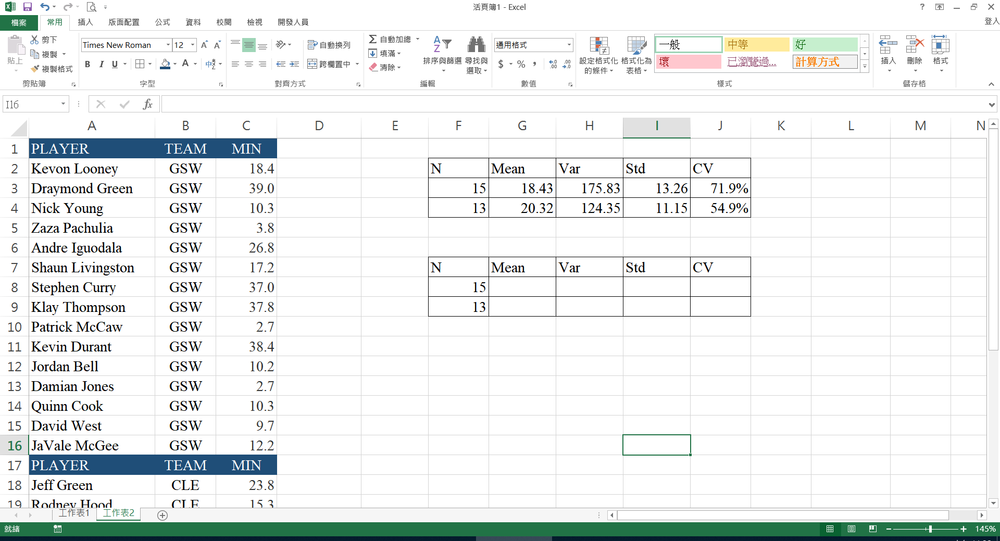 活頁簿1 - Excel
?
登入
檔案 常用 插入 版面配置 公式 資料 校閱 檢視 開發人員
貼上
剪下
複製
複製格式
剪貼簿
Times New Roman 12 A A
B I U A 中
字型
自動換列
跨欄置中
對齊方式
Σ 自動加總
填滿
清除
A Z 排序與篩選
尋找與選取
編輯
通用格式
$ % , .00 .0
數值
設定格式化的條件
格式化為表格
一般 中等 好
壞 已瀏覽過... 計算方式
樣式
插入 刪除 格式
儲存格
I16 fx
A B C D E F G H I J K L M N
1 PLAYER TEAM MIN
2 Kevon Looney GSW 18.4 N Mean Var Std CV
3 Draymond Green GSW 39.0 15 18.43 175.83 13.26 71.9%
4 Nick Young GSW 10.3 13 20.32 124.35 11.15 54.9%
5 Zaza Pachulia GSW 3.8
6 Andre Iguodala GSW 26.8
7 Shaun Livingston GSW 17.2 N Mean Var Std CV
8 Stephen Curry GSW 37.0 15
9 Klay Thompson GSW 37.8 13
10 Patrick McCaw GSW 2.7
11 Kevin Durant GSW 38.4
12 Jordan Bell GSW 10.2
13 Damian Jones GSW 2.7
14 Quinn Cook GSW 10.3
15 David West GSW 9.7
16 JaVale McGee GSW 12.2
17 PLAYER TEAM MIN
18 Jeff Green CLE 23.8
19 Rodney Hood CLE 15.3
工作表1 工作表2
就緒 145%